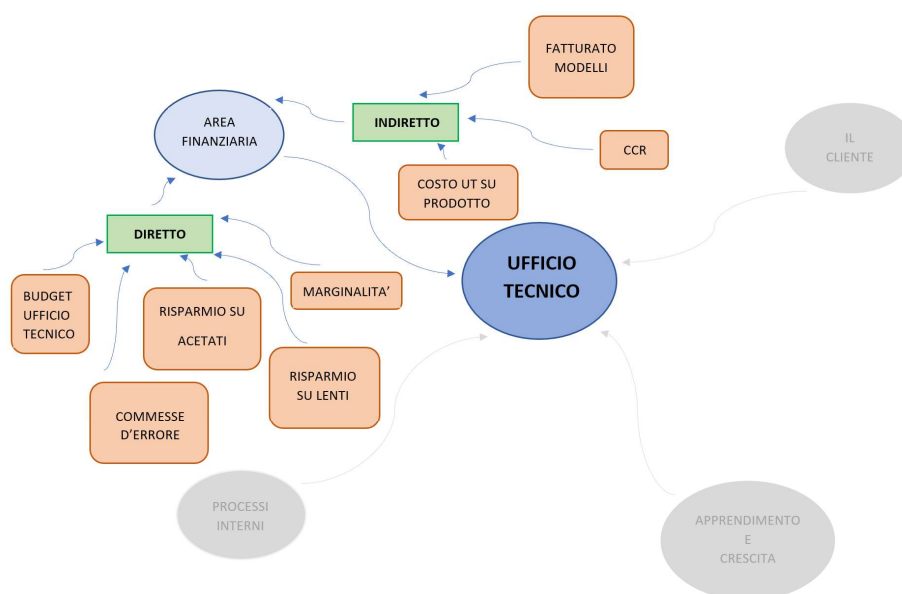 FATTURATO
MODELLI
AREA
FINANZIARIA
INDIRETTO
CCR
IL
CLIENTE
COSTO UT SU
PRODOTTO
DIRETTO
UFFICIO
TECNICO
BUDGET
UFFICIO
TECNICO
RISPARMIO SU
ACETATI
MARGINALITA’
RISPARMIO
SU LENTI
COMMESSE
D’ERRORE
PROCESSI
INTERNI
APPRENDIMENTO
E
CRESCITA